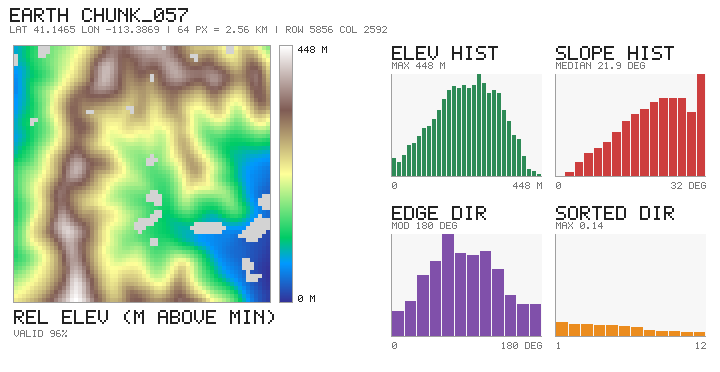 EARTH CHUNK_057
LAT 41.1465 LON -113.3869 | 64 PX = 2.56 KM | ROW 5856 COL 2592
448 M
0 M
REL ELEV (M ABOVE MIN)
VALID 96%
ELEV HIST
MAX 448 M
0 448 M
SLOPE HIST
MEDIAN 21.9 DEG
0 32 DEG
EDGE DIR
MOD 180 DEG
0 180 DEG
SORTED DIR
MAX 0.14
1 12